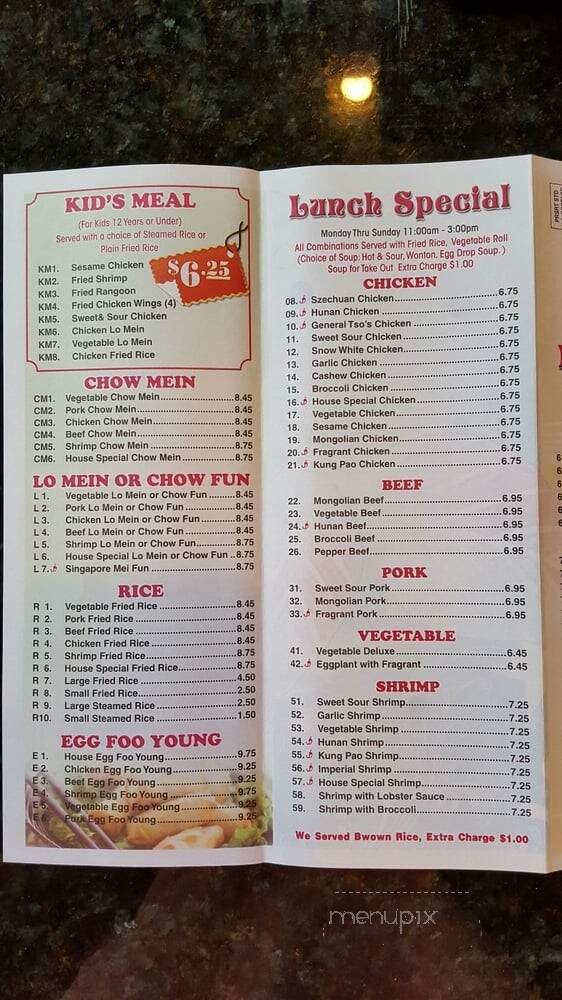 KID'S MEAL
(For Kids 12 Years or Under)
Served with a choice of Steamed Rice or
Plain Fried Rice
$6.25
KM1. Sesame Chicken
KM2. Fried Shrimp
KM3. Fried Rangoon
KM4. Fried Chicken Wings (4)
KM5. Sweet& Sour Chicken
KM6. Chicken Lo Mein
KM7. Vegetable Lo Mein
KM8. Chicken Fried Rice
CHOW MEIN
CM1. Vegetable Chow Mein 8.45
CM2. Pork Chow Mein 8.45
CM3. Chicken Chow Mein 8.45
CM4. Beef Chow Mein 8.45
CM5. Shrimp Chow Mein 8.75
CM6. House Special Chow Mein 8.75
LO MEIN OR CHOW FUN
L 1. Vegetable Lo Mein or Chow Fun 8.45
L 2. Pork Lo Mein or Chow Fun 8.45
L 3. Chicken Lo Mein or Chow Fun 8.45
L 4. Beef Lo Mein or Chow Fun 8.45
L 5. Shrimp Lo Mein or Chow Fun 8.75
L 6. House Special Lo Mein or Chow Fun 8.75
L 7. Singapore Mei Fun 8.75
RICE
R 1. Vegetable Fried Rice 8.45
R 2. Pork Fried Rice 8.45
R 3. Beef Fried Rice 8.45
R 4. Chicken Fried Rice 8.45
R 5. Shrimp Fried Rice 8.75
R 6. House Special Fried Rice 8.75
R 7. Large Fried Rice 4.50
R 8. Small Fried Rice 2.50
R 9. Large Steamed Rice 2.50
R10. Small Steamed Rice 1.50
EGG FOO YOUNG
E 1. House Egg Foo Young 9.75
E 2. Chicken Egg Foo Young 9.25
E 3. Beef Egg Foo Young 9.25
E 4. Shrimp Egg Foo Young 9.75
E 5. Vegetable Egg Foo Young 9.25
E 6. Pork Egg Foo Young 9.25
Lunch Special
Monday Thru Sunday 11:00am - 3:00pm
All Combinations Served with Fried Rice, Vegetable Roll
(Choice of Soup: Hot & Sour, Wonton, Egg Drop Soup. )
Soup for Take Out Extra Charge $1.00
CHICKEN
08. Szechuan Chicken 6.75
09. Hunan Chicken 6.75
10. General Tso's Chicken 6.75
11. Sweet Sour Chicken 6.75
12. Snow White Chicken 6.75
13. Garlic Chicken 6.75
14. Cashew Chicken 6.75
15. Broccoli Chicken 6.75
16. House Special Chicken 6.75
17. Vegetable Chicken 6.75
18. Sesame Chicken 6.75
19. Mongolian Chicken 6.75
20. Fragrant Chicken 6.75
21. Kung Pao Chicken 6.75
BEEF
22. Mongolian Beef 6.95
23. Vegetable Beef 6.95
24. Hunan Beef 6.95
25. Broccoli Beef 6.95
26. Pepper Beef 6.95
PORK
31. Sweet Sour Pork 6.95
32. Mongolian Pork 6.95
33. Fragrant Pork 6.95
VEGETABLE
41. Vegetable Deluxe 6.45
42. Eggplant with Fragrant 6.45
SHRIMP
51. Sweet Sour Shrimp 7.25
52. Garlic Shrimp 7.25
53. Vegetable Shrimp 7.25
54. Hunan Shrimp 7.25
55. Kung Pao Shrimp 7.25
56. Imperial Shrimp 7.25
57. House Special Shrimp 7.25
58. Shrimp with Lobster Sauce 7.25
59. Shrimp with Broccoli 7.25
We Served Bwown Rice, Extra Charge $1.00
PRSRT STD
menupix